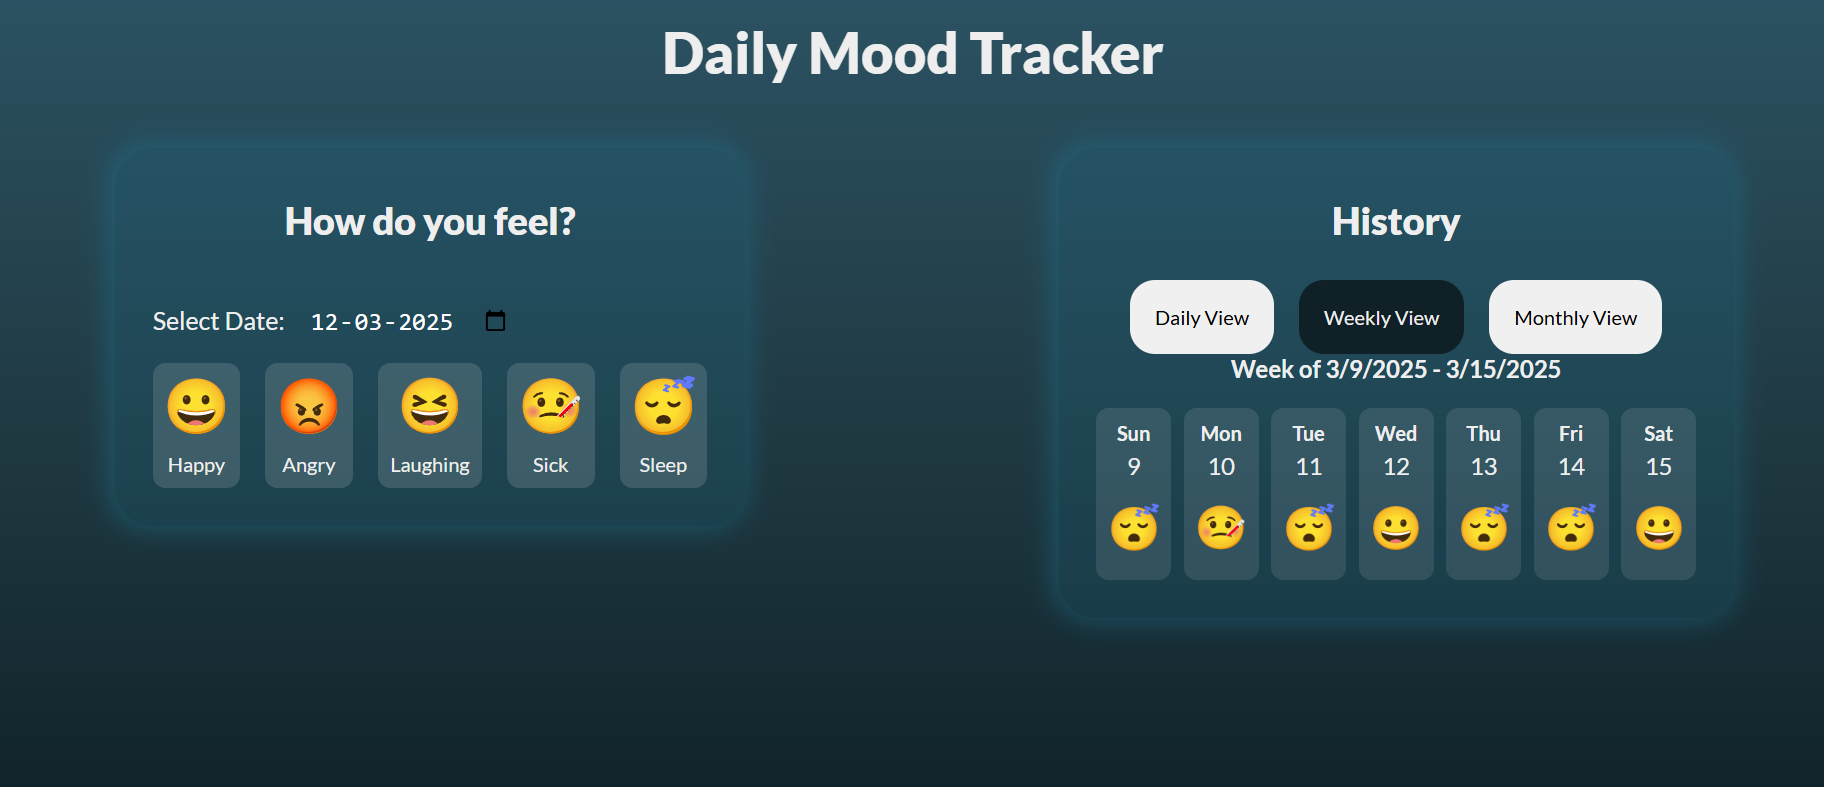 Daily Mood Tracker
How do you feel?
Select Date: 12-03-2025
Happy Angry Laughing Sick Sleep
History
Daily View Weekly View Monthly View
Week of 3/9/2025 - 3/15/2025
Sun Mon Tue Wed Thu Fri Sat
9 10 11 12 13 14 15